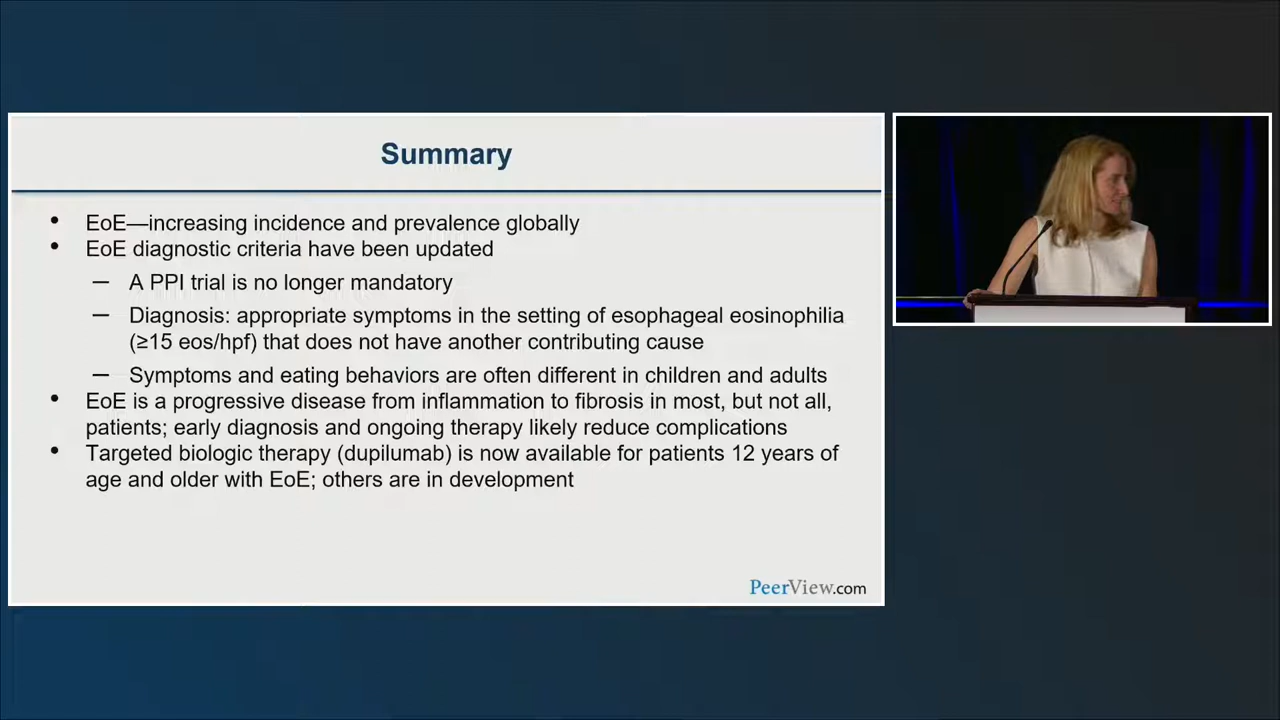 Summary
• EoE—increasing incidence and prevalence globally
• EoE diagnostic criteria have been updated
— A PPI trial is no longer mandatory
— Diagnosis: appropriate symptoms in the setting of esophageal eosinophilia
(≥15 eos/hpf) that does not have another contributing cause
— Symptoms and eating behaviors are often different in children and adults
• EoE is a progressive disease from inflammation to fibrosis in most, but not all,
patients; early diagnosis and ongoing therapy likely reduce complications
• Targeted biologic therapy (dupilumab) is now available for patients 12 years of
age and older with EoE; others are in development
PeerView.com